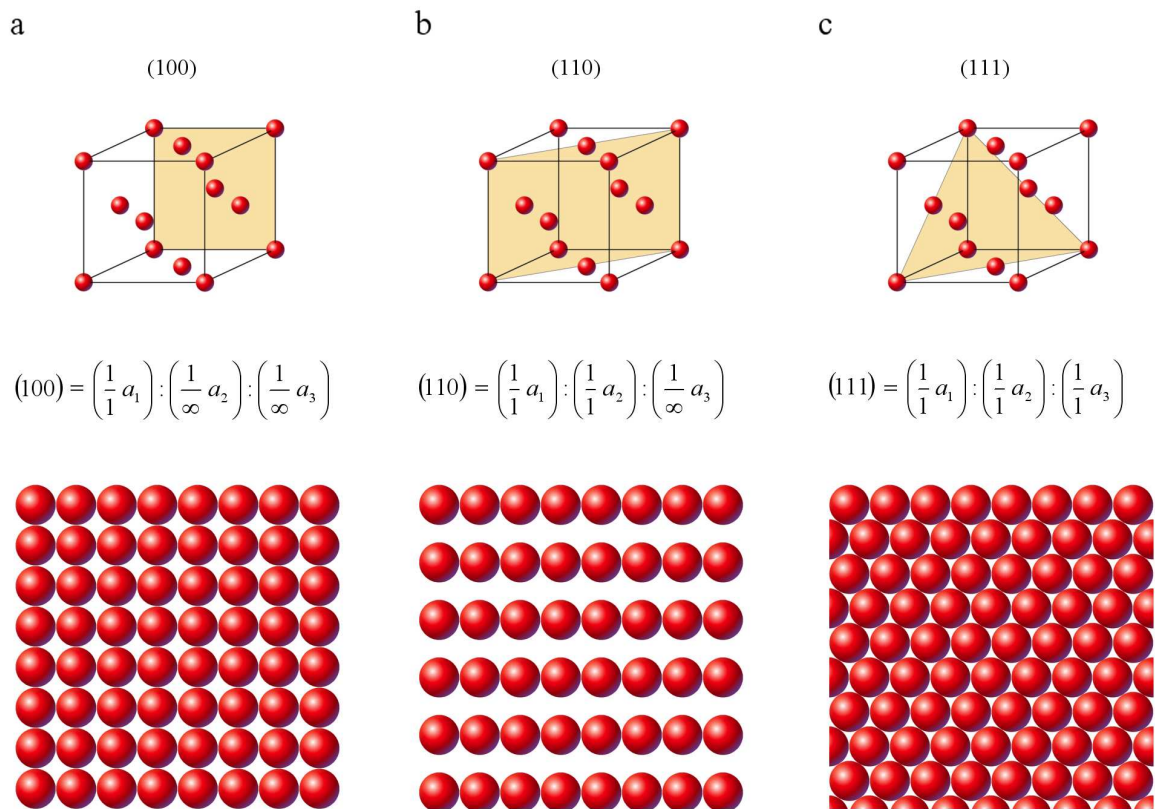 a
(100)
(100) = (1/1 a₁) : (1/∞ a₂) : (1/∞ a₃)
b
(110)
(110) = (1/1 a₁) : (1/1 a₂) : (1/∞ a₃)
c
(111)
(111) = (1/1 a₁) : (1/1 a₂) : (1/1 a₃)